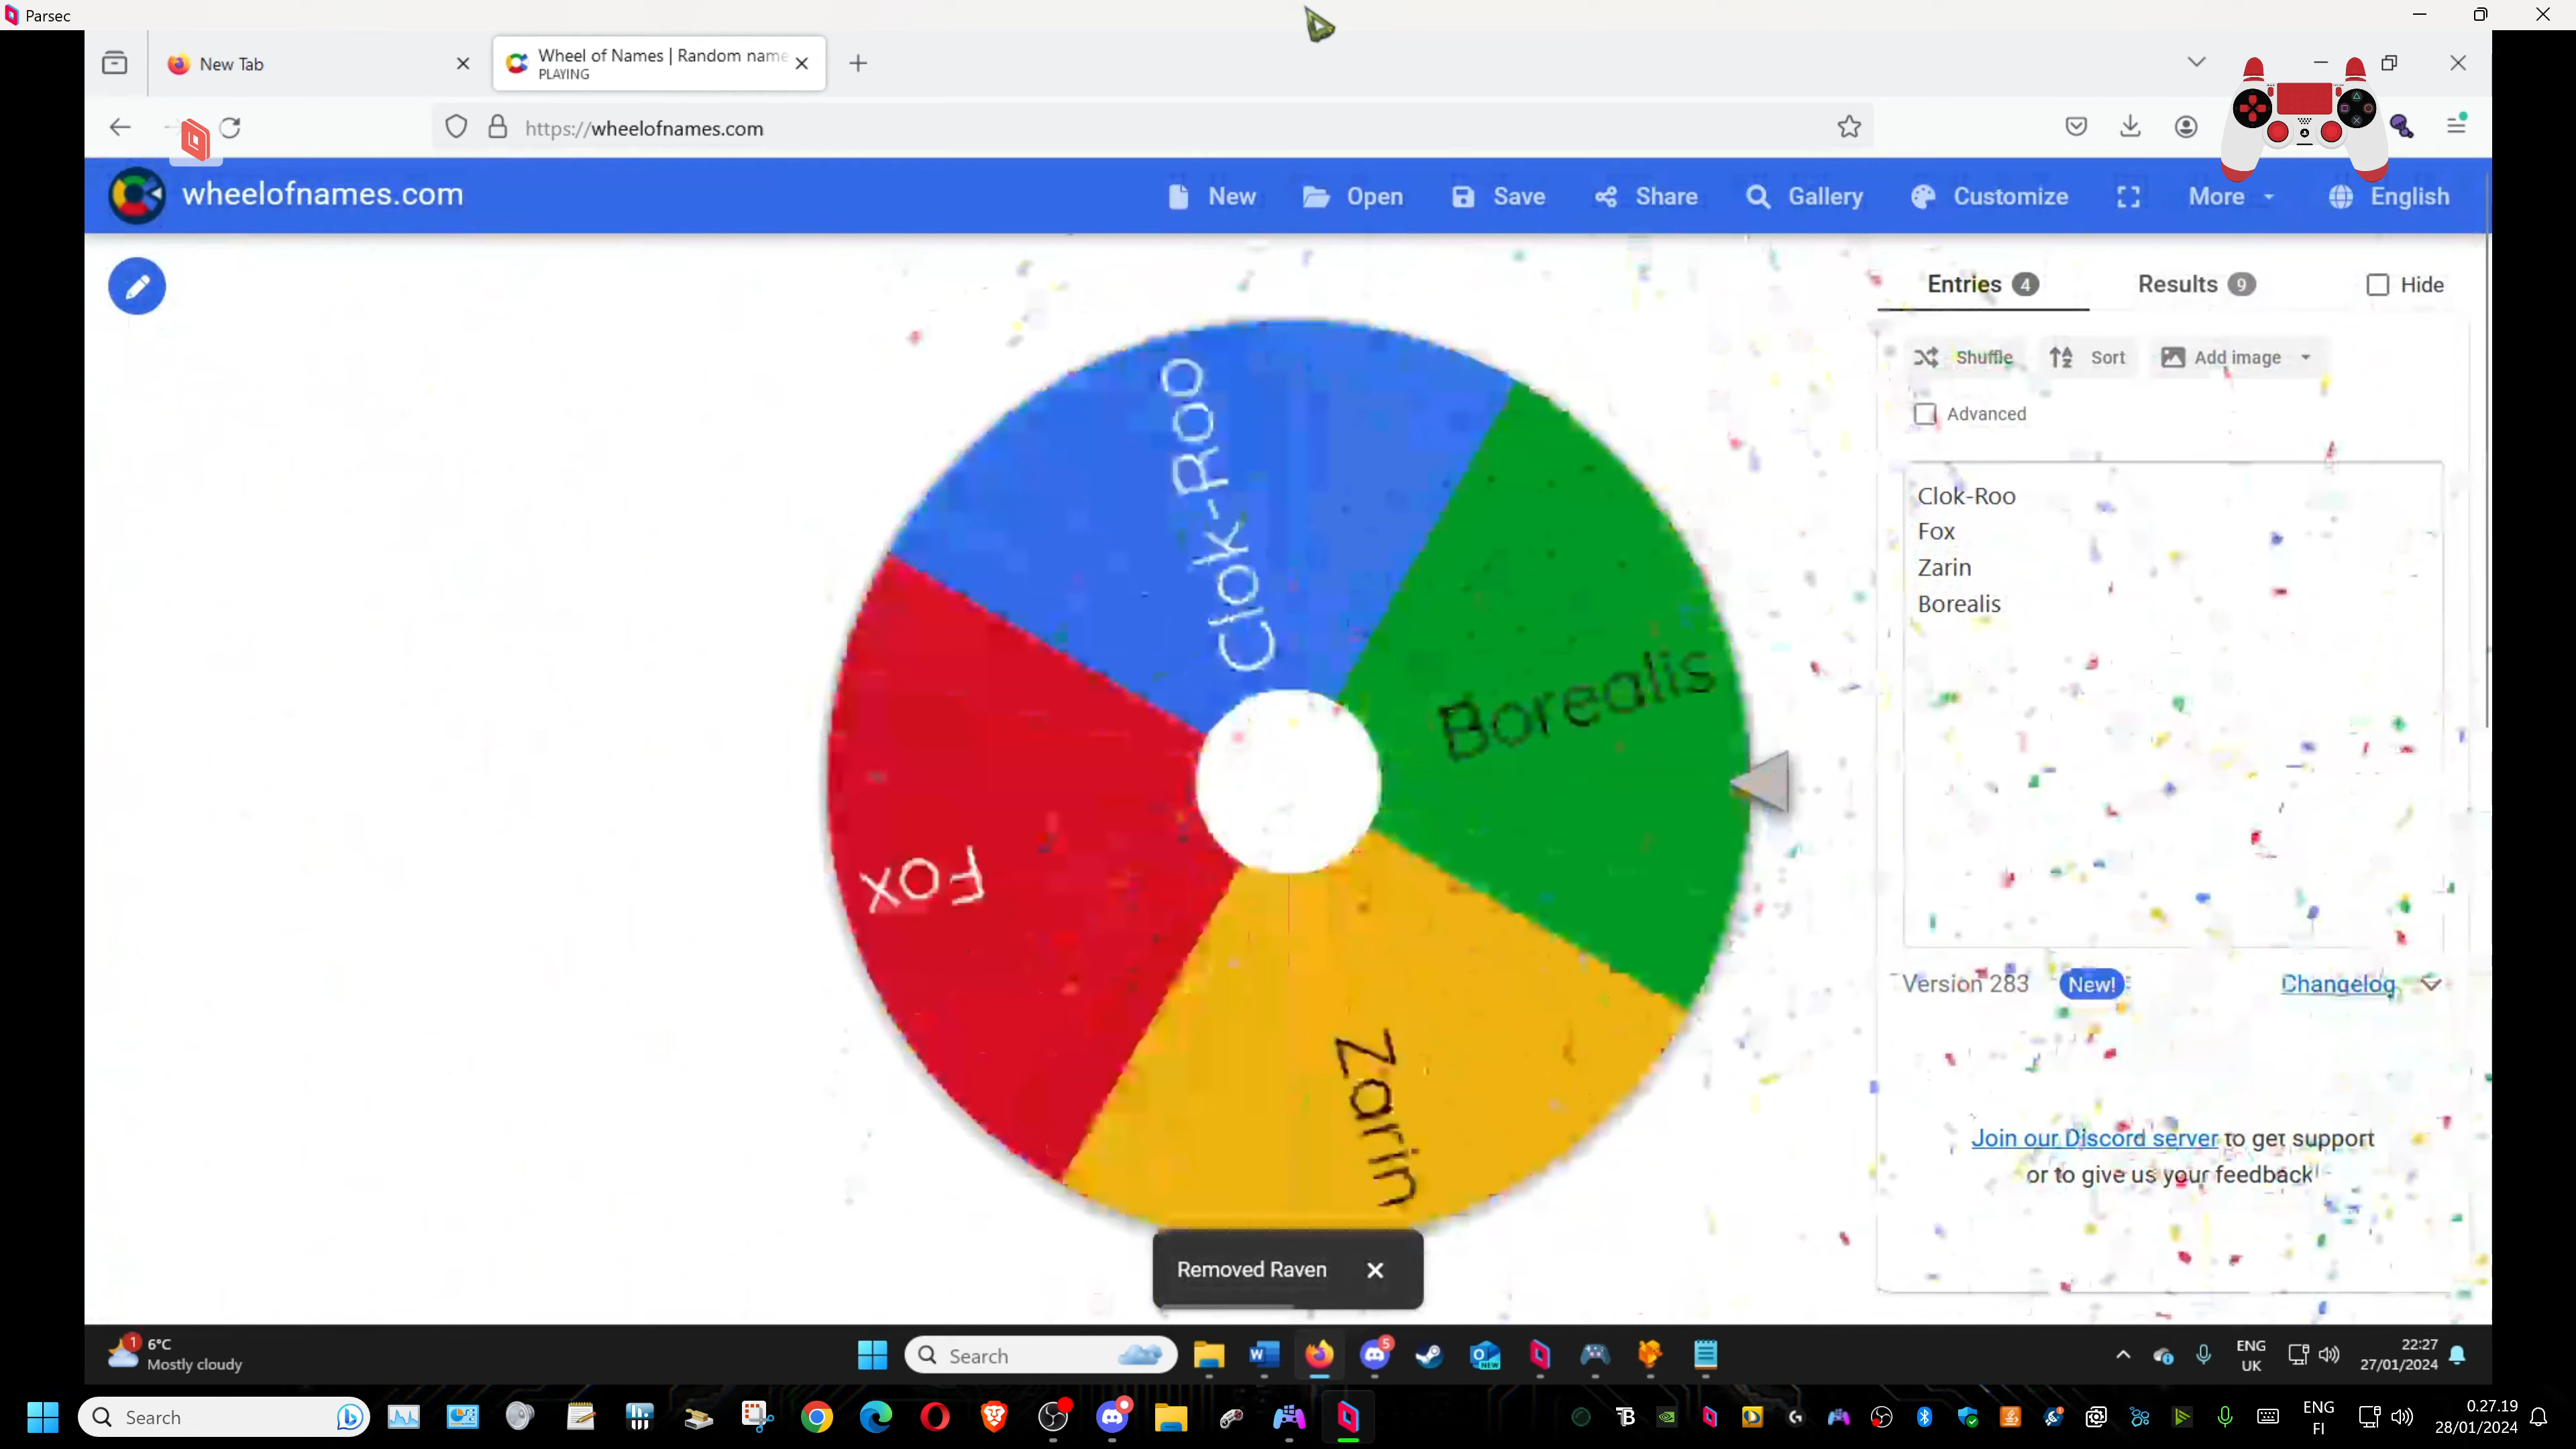 Parsec
New Tab
Wheel of Names | Random name
PLAYING
https://wheelofnames.com
wheelofnames.com
New
Open
Save
Share
Gallery
Customize
More
English
Entries 4
Results 9
Hide
Shuffle
Sort
Add image
Advanced
Clok-Roo
Fox
Zarin
Borealis
Clok-Roo
Borealis
Fox
Zarin
Version 283
New!
Changelog
Join our Discord server to get support
or to give us your feedback!
Removed Raven
1
6°C
Mostly cloudy
Search
5
ENG
UK
22:27
27/01/2024
Search
ENG
FI
0.27.19
28/01/2024